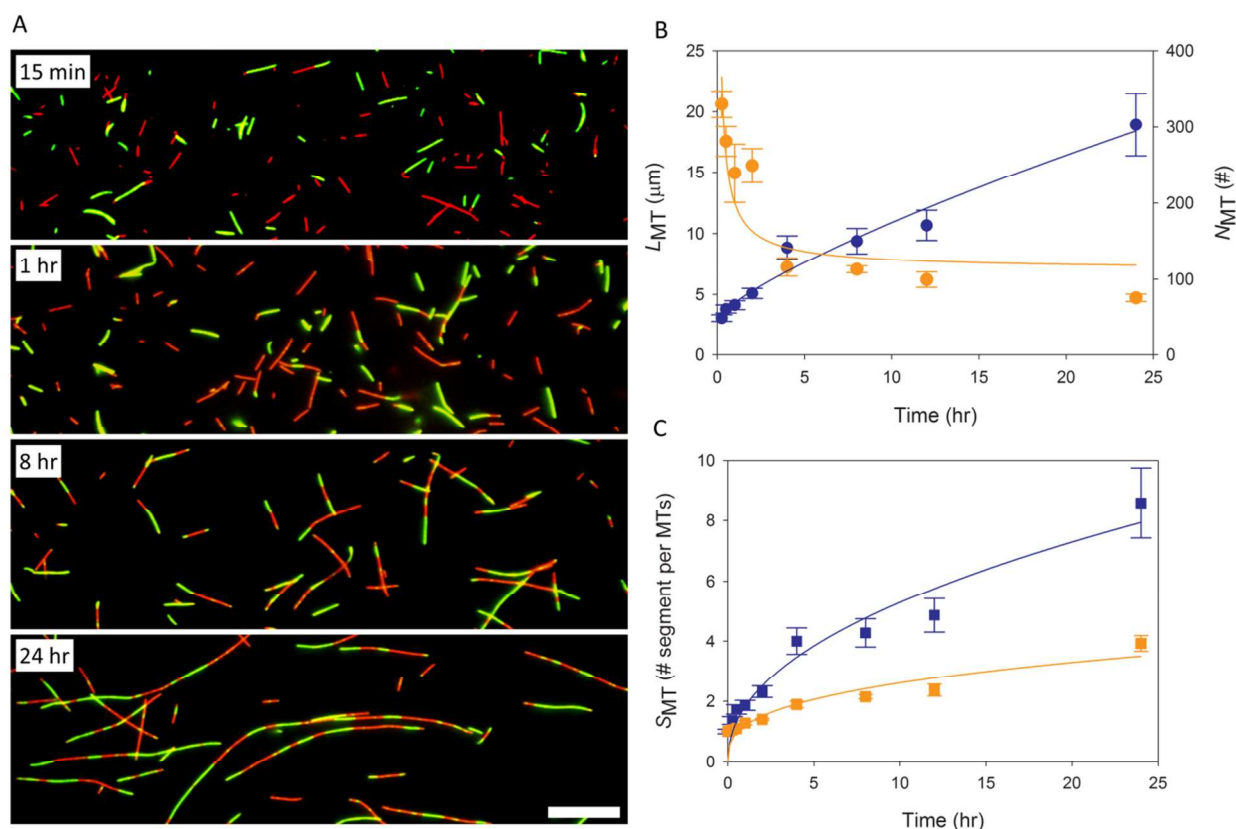 A
15 min
1 hr
8 hr
24 hr
B
25
20
15
10
5
0
LMT (μm)
400
300
200
100
0
NMT (#)
0 5 10 15 20 25
Time (hr)
C
10
8
6
4
2
0
SMT (# segment per MTs)
0 5 10 15 20 25
Time (hr)